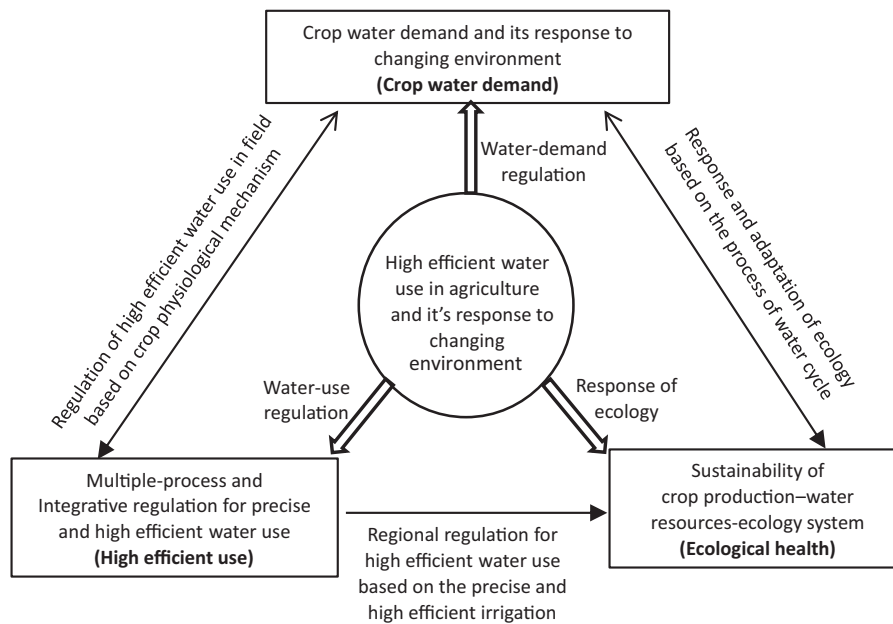 Crop water demand and its response to
changing environment
(Crop water demand)
Water-demand
regulation
Regulation of high efficient water use in field
based on crop physiological mechanism
Response and adaptation of ecology
based on the process of water cycle
High efficient water
use in agriculture
and it's response to
changing
environment
Water-use
regulation
Response of
ecology
Multiple-process and
Integrative regulation for precise
and high efficient water use
(High efficient use)
Regional regulation for
high efficient water use
based on the precise and
high efficient irrigation
Sustainability of
crop production–water
resources-ecology system
(Ecological health)